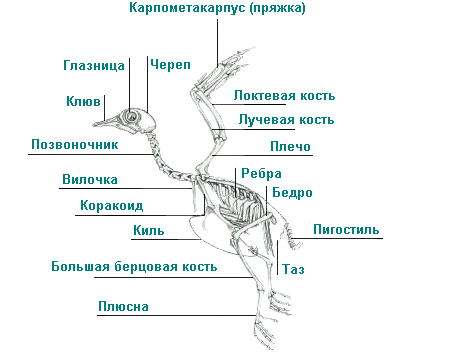 Карпометакарпус (пряжка)
Глазница
Череп
Клюв
Локтевая кость
Лучевая кость
Позвоночник
Плечо
Вилочка
Ребра
Бедро
Коракоид
Киль
Пигостиль
Большая берцовая кость
Таз
Плюсна